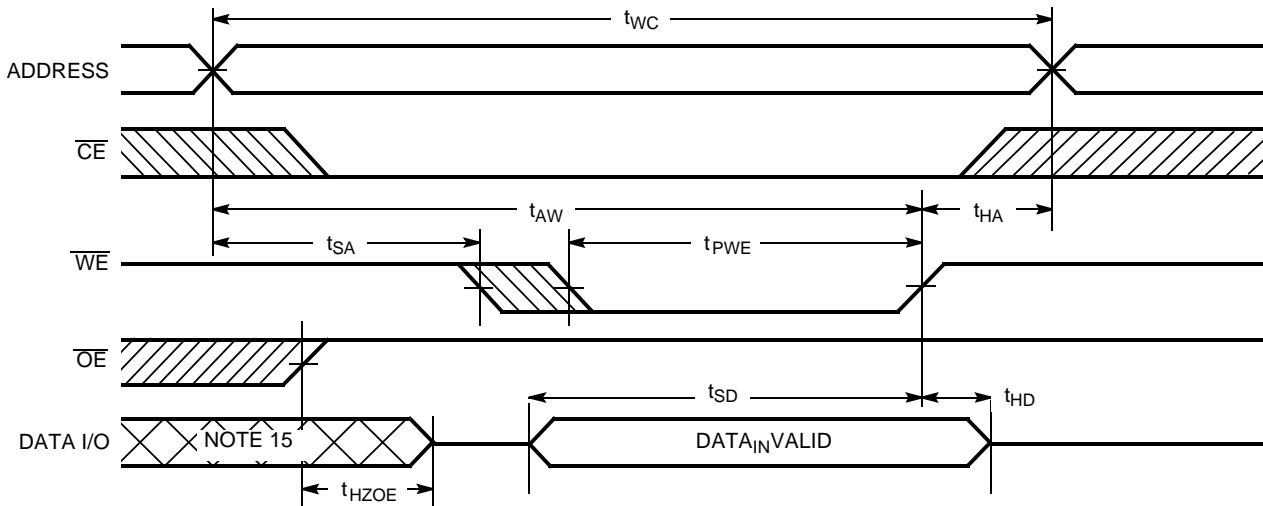 tWC
ADDRESS
CE
tAW
tHA
tSA
tPWE
WE
OE
tSD
tHD
DATA I/O
NOTE 15
DATAINVALID
tHZOE